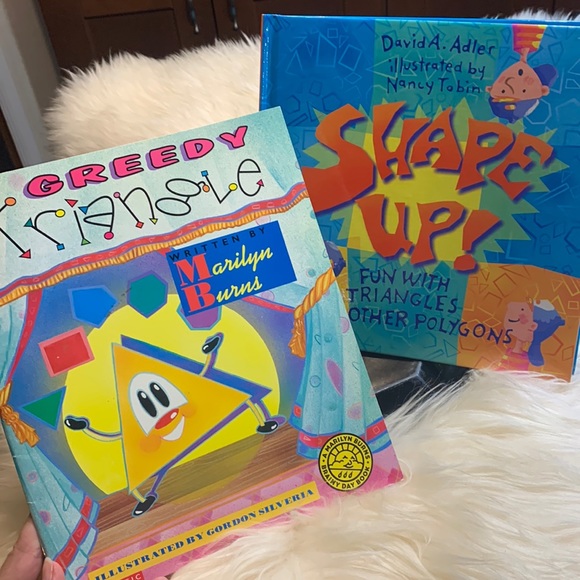 GREEDY
Triangle
WRITTEN BY
Marilyn
Burns
A MARILYN BURNS
BRAINY DAY BOOK
ILLUSTRATED BY GORDON SILVERIA
David A. Adler
illustrated by
Nancy Tobin
SHAPE
UP!
FUN WITH
TRIANGLES
OTHER POLYGONS